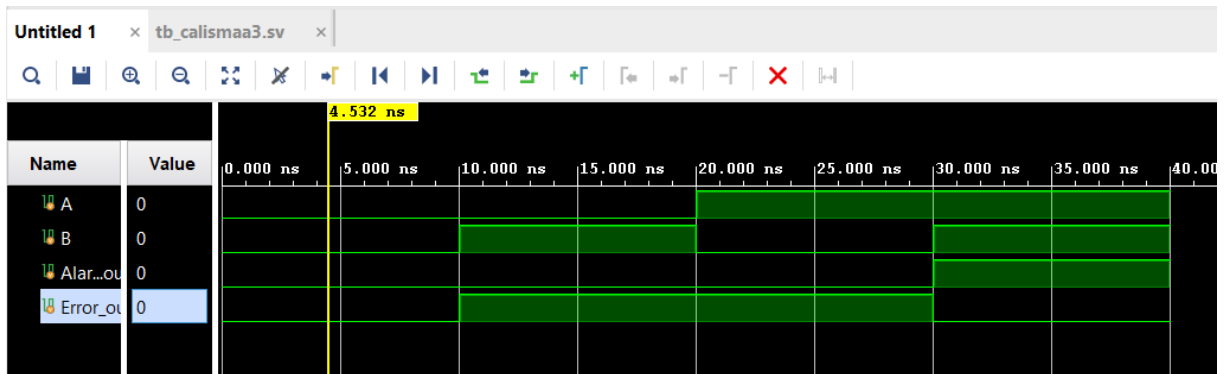 Untitled 1 × tb_calismaa3.sv ×
4.532 ns
Name Value 0.000 ns 5.000 ns 10.000 ns 15.000 ns 20.000 ns 25.000 ns 30.000 ns 35.000 ns 40.00
A 0
B 0
Alar...ou 0
Error_ou 0